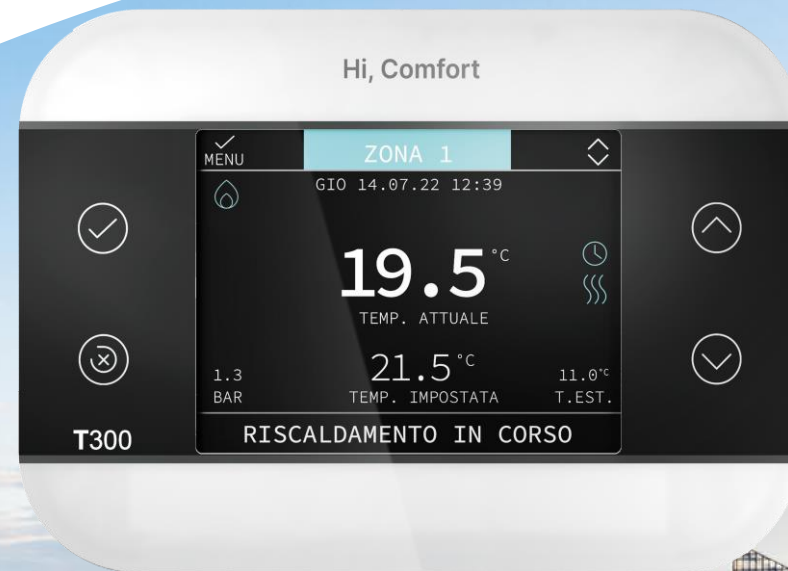 Hi, Comfort
MENU
ZONA 1
GIO 14.07.22 12:39
19.5°C
TEMP. ATTUALE
1.3
BAR
21.5°C
TEMP. IMPOSTATA
11.0°C
T.EST.
T300
RISCALDAMENTO IN CORSO